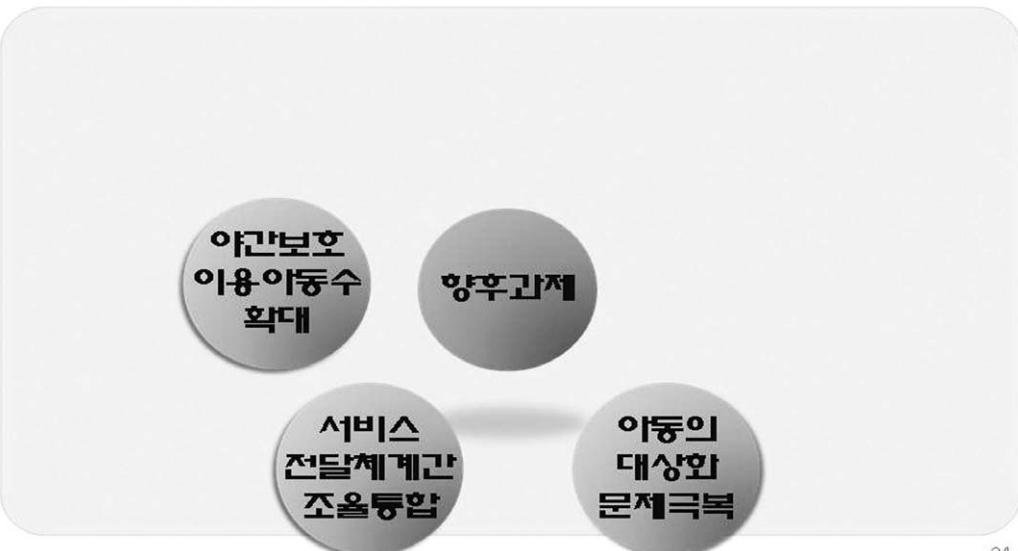 야간보호
이용아동수
확대
향후과제
서비스
전달체계간
조율통합
아동의
대상화
문제극복